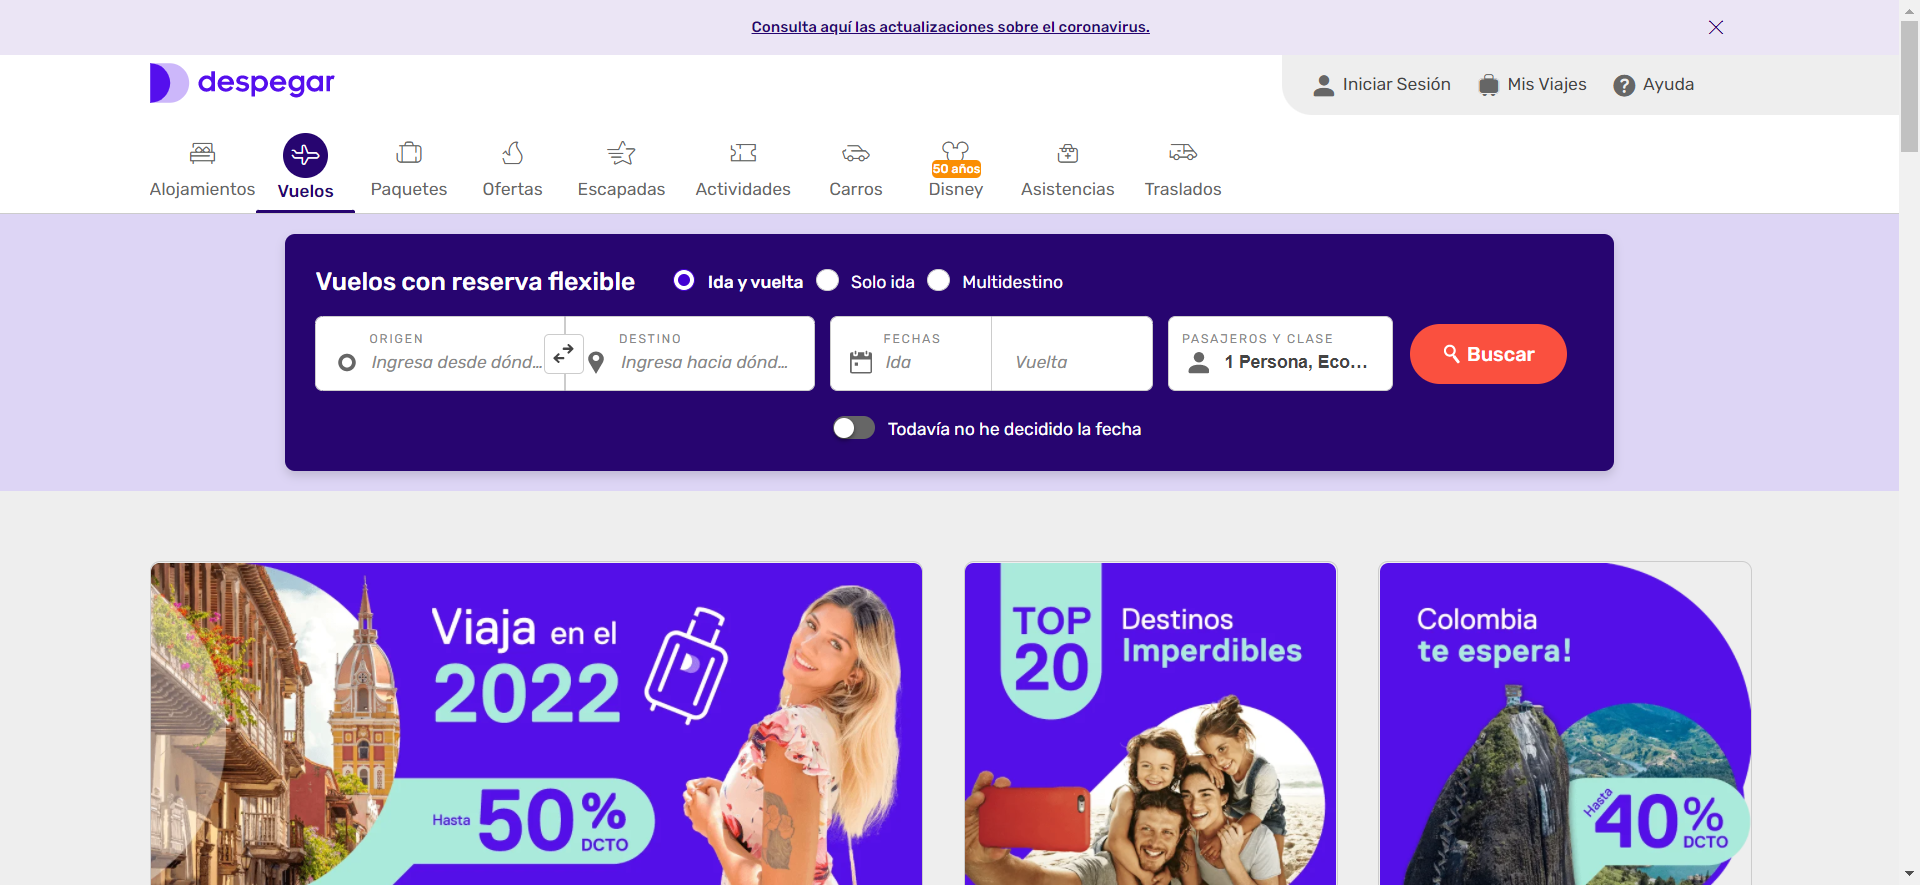 Consulta aquí las actualizaciones sobre el coronavirus.
despegar
Iniciar Sesión
Mis Viajes
Ayuda
Alojamientos
Vuelos
Paquetes
Ofertas
Escapadas
Actividades
Carros
50 años
Disney
Asistencias
Traslados
Vuelos con reserva flexible
Ida y vuelta
Solo ida
Multidestino
ORIGEN
Ingresa desde dónd...
DESTINO
Ingresa hacia dónd...
FECHAS
Ida
Vuelta
PASAJEROS Y CLASE
1 Persona, Eco...
Buscar
Todavía no he decidido la fecha
Viaja en el
2022
Hasta 50%
DCTO
TOP
20
Destinos
Imperdibles
Colombia
te espera!
Hasta 40%
DCTO